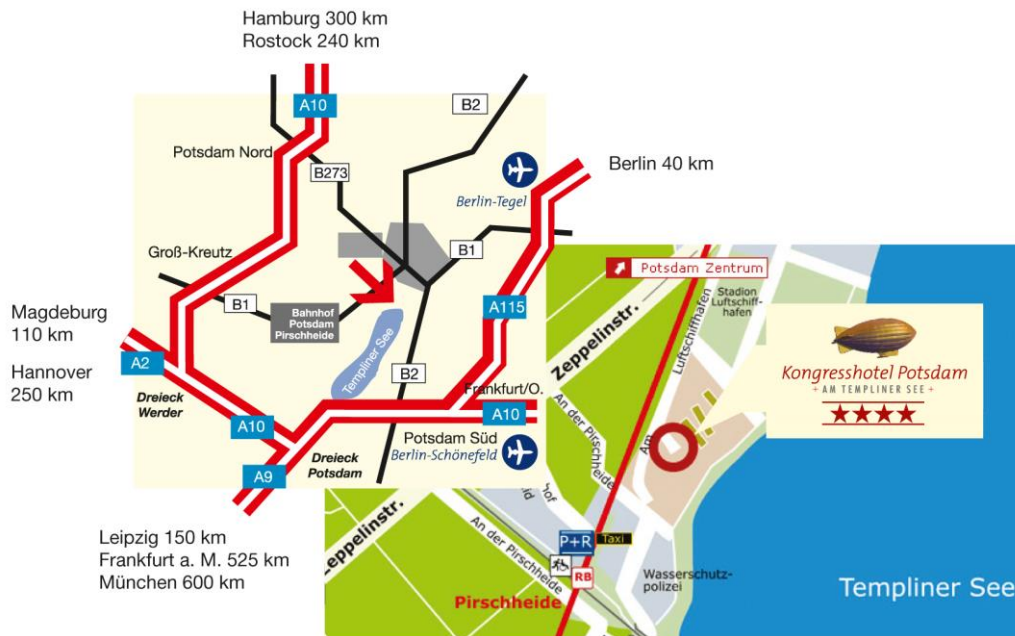 Hamburg 300 km
Rostock 240 km
A10
B2
Potsdam Nord
B273
Berlin 40 km
Berlin-Tegel
Groß-Kreutz
B1
B1
Bahnhof
Potsdam
Pirschheide
Templiner See
A115
Magdeburg
110 km
A2
Hannover
250 km
Dreieck
Werder
B2
Frankfurt/O.
A10
A10
Potsdam Süd
Berlin-Schönefeld
Dreieck
Potsdam
A9
Leipzig 150 km
Frankfurt a. M. 525 km
München 600 km
Potsdam Zentrum
Stadion
Luftschiff-
hafen
Zeppelinstr.
Luftschiffhafen
Am
Kongresshotel Potsdam
AM TEMPLINER SEE
An der Pirschheide
Zeppelinstr.
An der Pirschheide
P+R
Taxi
RB
Pirschheide
Wasserschutz-
polizei
Templiner See